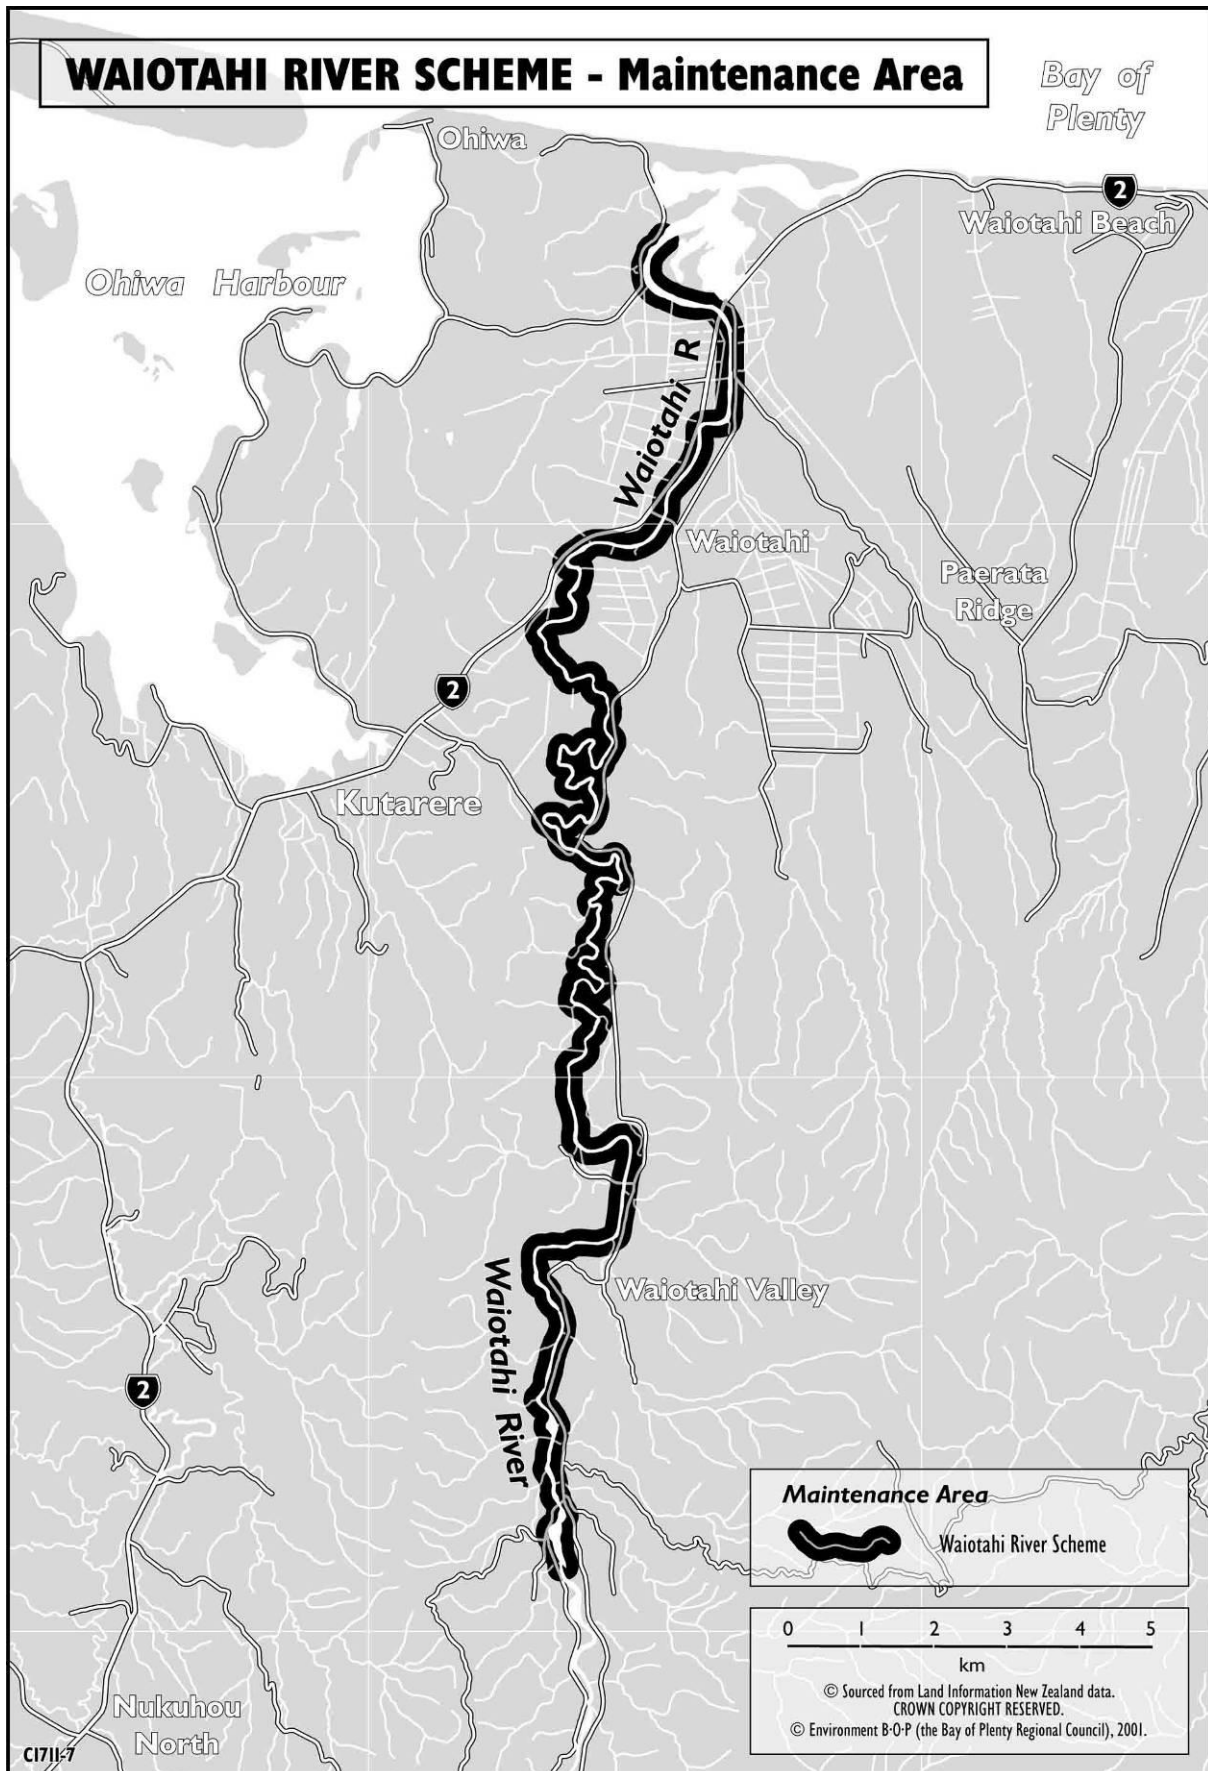 WAIOTAHI RIVER SCHEME - Maintenance Area
Bay of
Plenty
Ohiwa
2
Waiotahi Beach
Ohiwa Harbour
Waiotahi R
Waiotahi
Paerata
Ridge
2
Kutarere
Waiotahi Valley
Waiotahi River
2
Maintenance Area
Waiotahi River Scheme
0 1 2 3 4 5
km
© Sourced from Land Information New Zealand data.
CROWN COPYRIGHT RESERVED.
© Environment B·O·P (the Bay of Plenty Regional Council), 2001.
Nukuhou
North
C1711-7